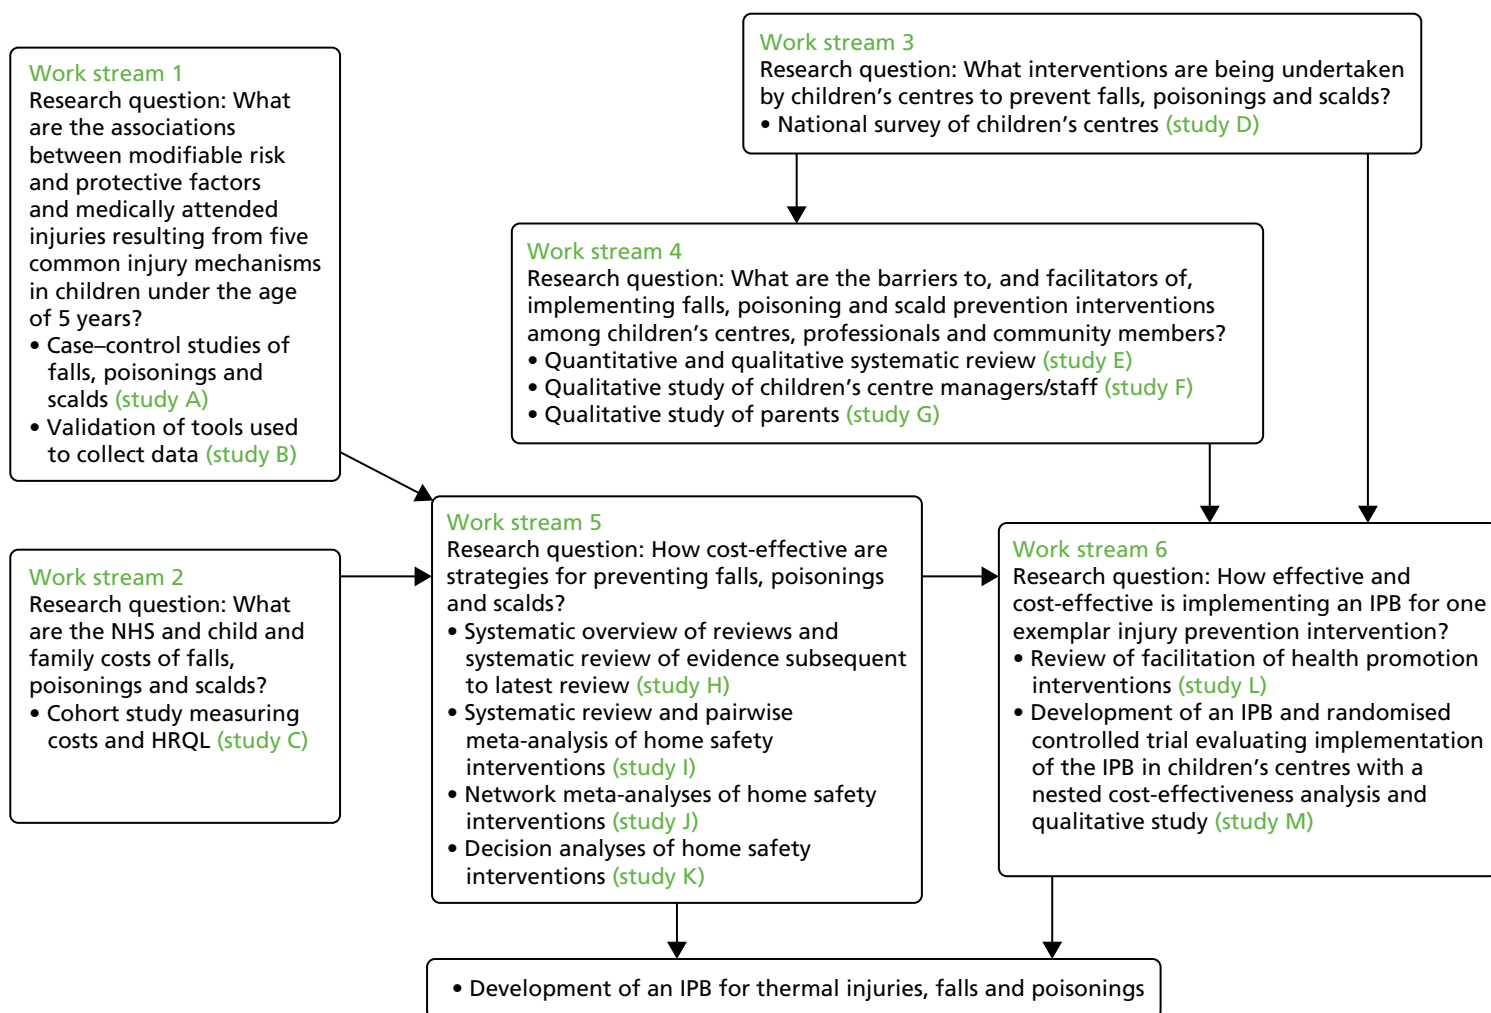 Work stream 1
Research question: What
are the associations
between modifiable risk
and protective factors
and medically attended
injuries resulting from five
common injury mechanisms
in children under the age
of 5 years?
• Case–control studies of
falls, poisonings and
scalds (study A)
• Validation of tools used
to collect data (study B)
Work stream 2
Research question: What
are the NHS and child and
family costs of falls,
poisonings and scalds?
• Cohort study measuring
costs and HRQL (study C)
Work stream 3
Research question: What interventions are being undertaken
by children’s centres to prevent falls, poisonings and scalds?
• National survey of children’s centres (study D)
Work stream 4
Research question: What are the barriers to, and facilitators of,
implementing falls, poisoning and scald prevention interventions
among children’s centres, professionals and community members?
• Quantitative and qualitative systematic review (study E)
• Qualitative study of children’s centre managers/staff (study F)
• Qualitative study of parents (study G)
Work stream 5
Research question: How cost-effective are
strategies for preventing falls, poisonings
and scalds?
• Systematic overview of reviews and
systematic review of evidence subsequent
to latest review (study H)
• Systematic review and pairwise
meta-analysis of home safety
interventions (study I)
• Network meta-analyses of home safety
interventions (study J)
• Decision analyses of home safety
interventions (study K)
Work stream 6
Research question: How effective and
cost-effective is implementing an IPB for one
exemplar injury prevention intervention?
• Review of facilitation of health promotion
interventions (study L)
• Development of an IPB and randomised
controlled trial evaluating implementation
of the IPB in children’s centres with a
nested cost-effectiveness analysis and
qualitative study (study M)
• Development of an IPB for thermal injuries, falls and poisonings